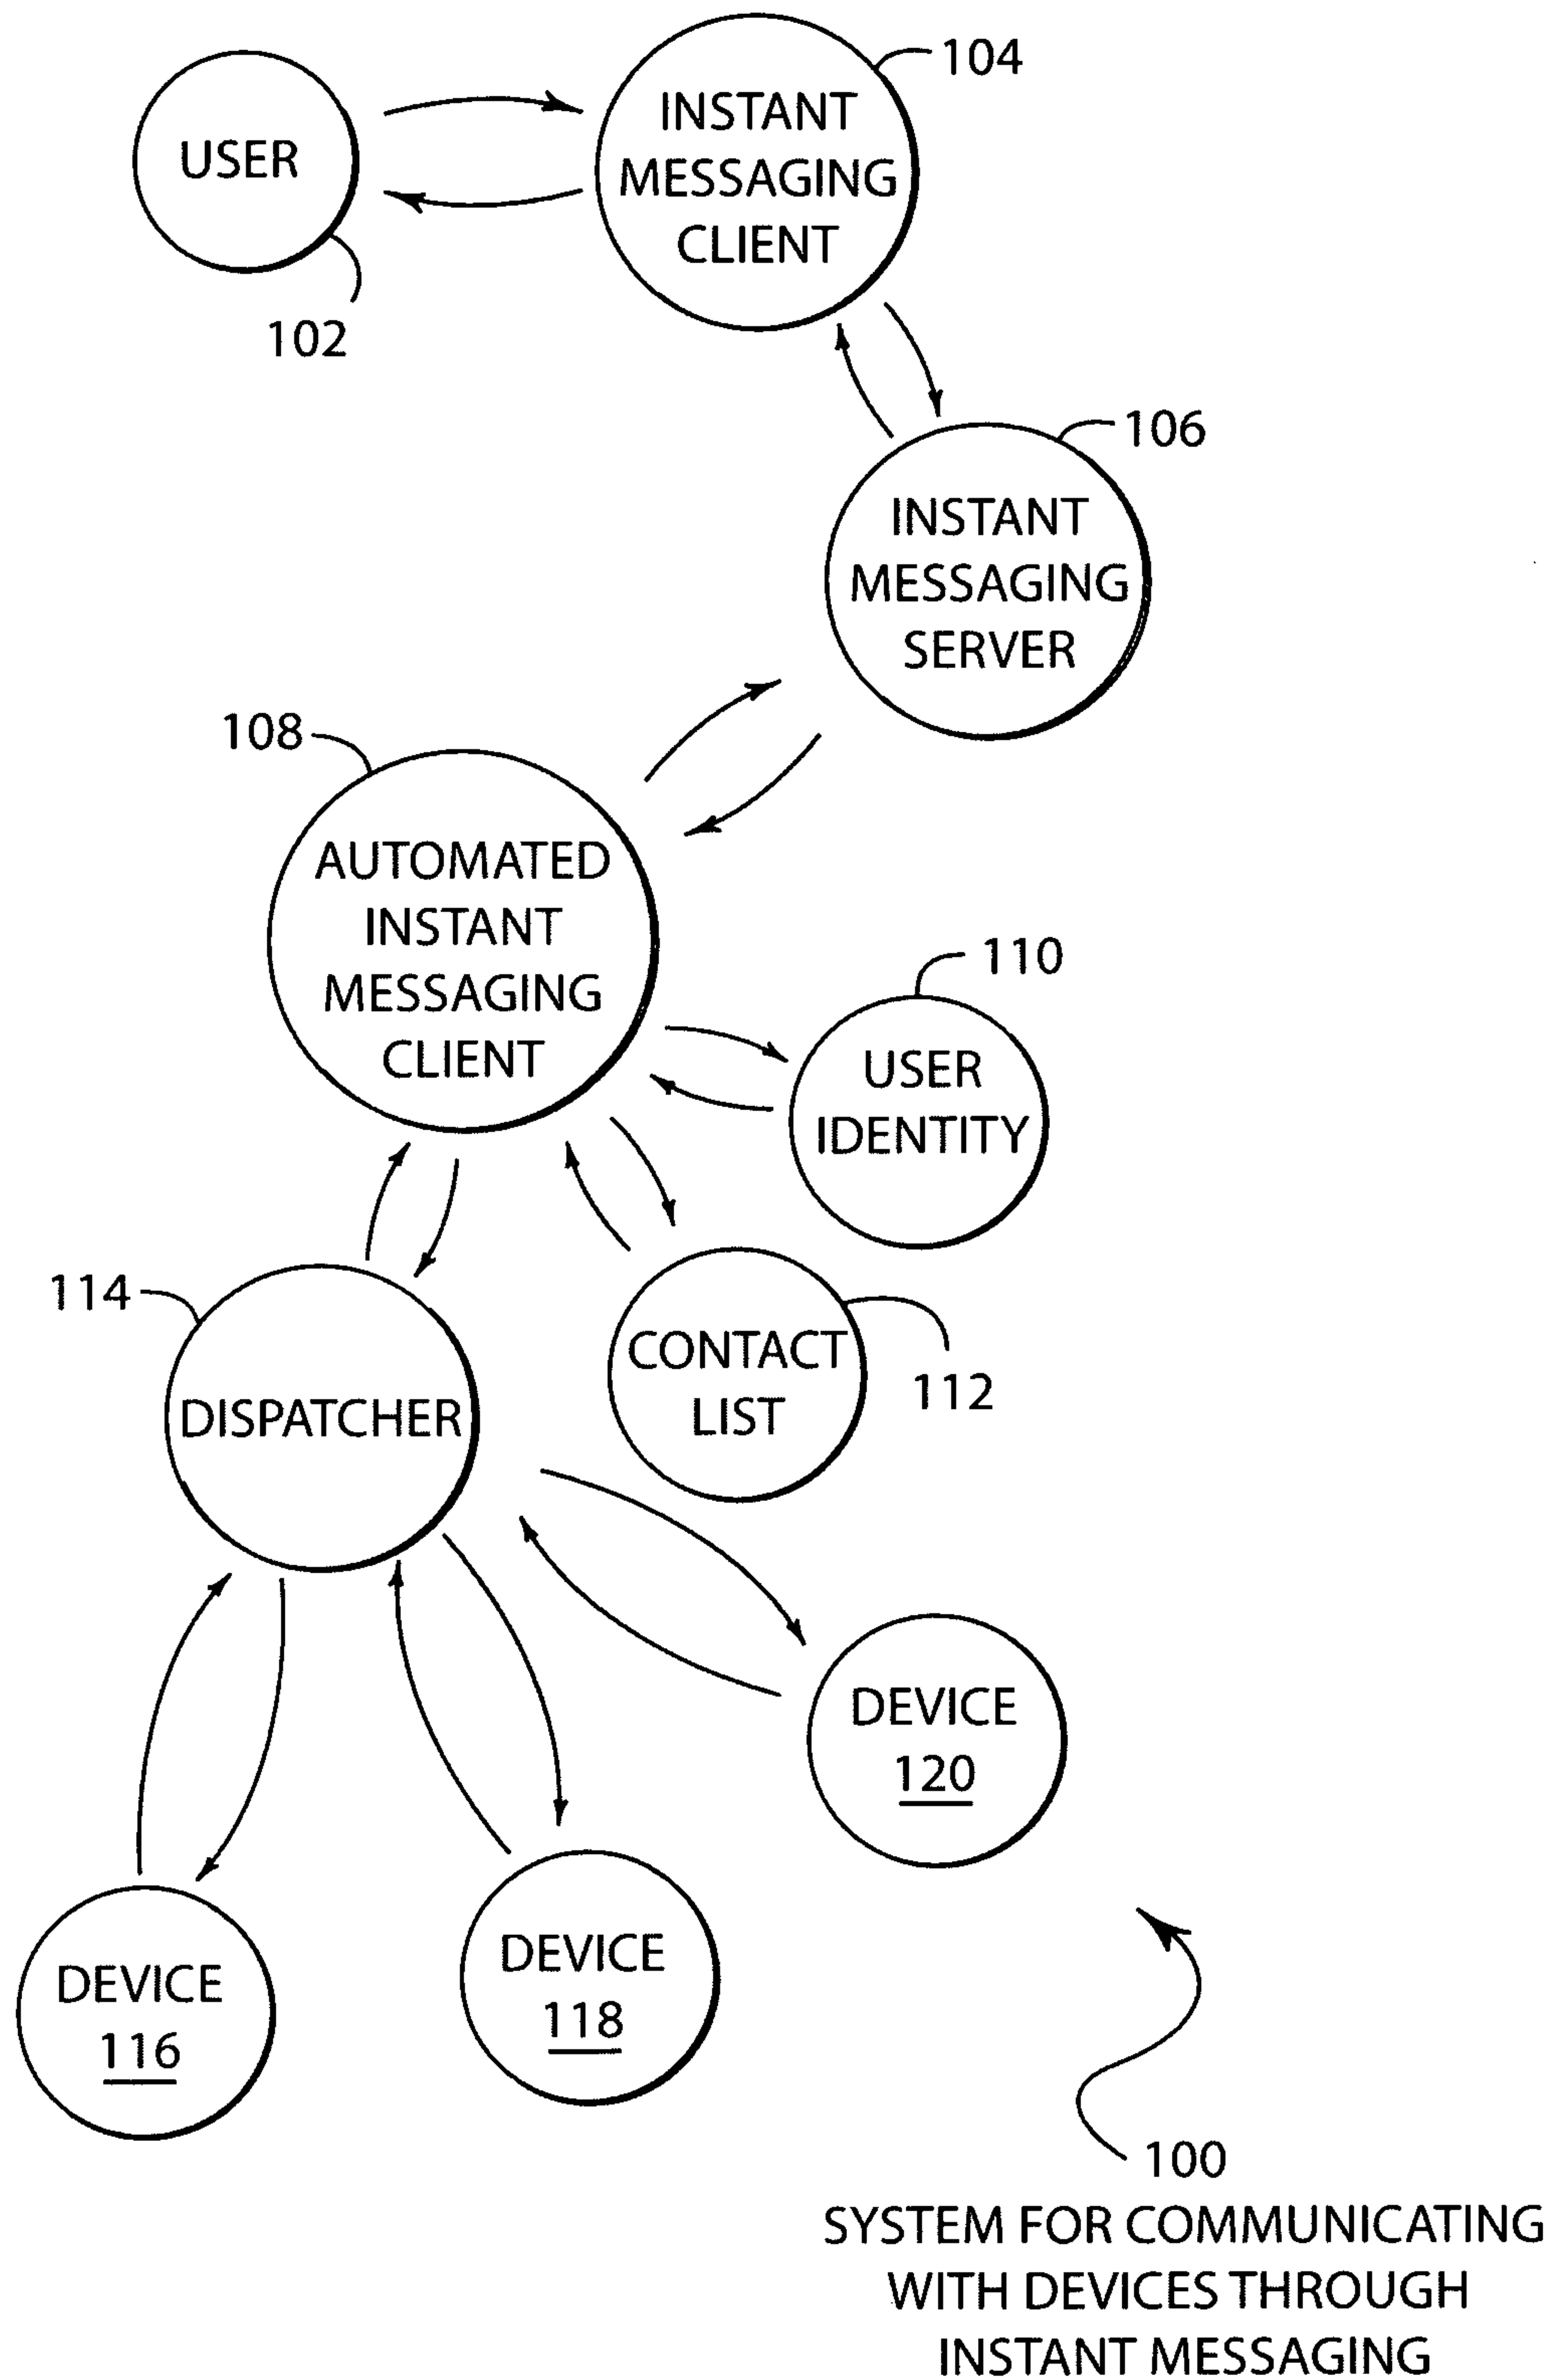 104
INSTANT
MESSAGING
CLIENT
USER
102
106
INSTANT
MESSAGING
SERVER
108
AUTOMATED
INSTANT
MESSAGING
CLIENT
110
USER
IDENTITY
114
CONTACT
LIST
112
DISPATCHER
DEVICE
120
DEVICE
118
DEVICE
116
100
SYSTEM FOR COMMUNICATING
WITH DEVICES THROUGH
INSTANT MESSAGING